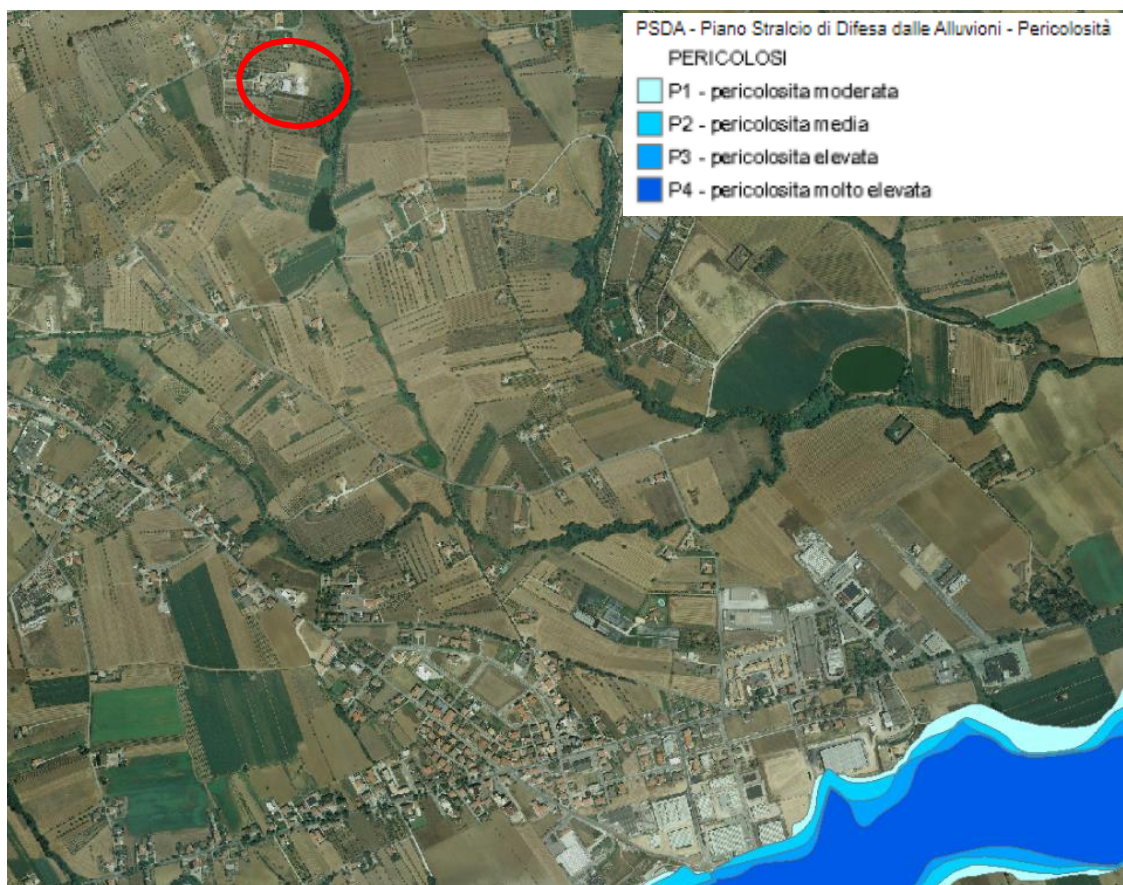 PSDA - Piano Stralcio di Difesa dalle Alluvioni - Pericolosità
PERICOLOSI
P1 - pericolosita moderata
P2 - pericolosita media
P3 - pericolosita elevata
P4 - pericolosita molto elevata